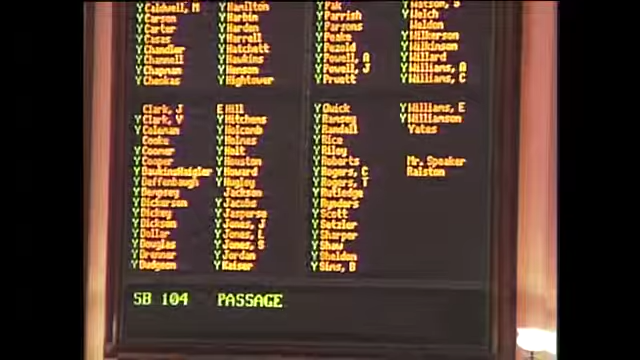 Y Caldwell, M
Y Carson
Y Carter
Y Casas
Y Chandler
Y Channell
Y Chapman
Y Cheokas
Clark, J
Y Clark, V
Y Coleman
Cooke
Y Coomer
Y Cooper
Y DawkinsHaigler
Deffenbaugh
Y Dempsey
Y Dickerson
Y Dickey
Y Dickson
Y Dollar
Y Douglas
Y Drenner
Y Dudgeon
Y Hamilton
Y Harbin
Y Harden
Y Harrell
Y Hatchett
Y Hawkins
Y Henson
Y Hightower
E Hill
Y Hitchens
Y Holcomb
Y Holmes
Y Holt
Y Houston
Y Howard
Y Hugley
Jackson
Y Jacobs
Y Jasperse
Y Jones, J
Y Jones, L
Y Jones, S
Y Jordan
Y Kaiser
Y Pak
Y Parrish
Y Parsons
Y Peake
Y Pezold
Y Powell, A
Y Powell, J
Y Pruett
Y Quick
Y Ramsey
Y Randall
Y Rice
Y Riley
Y Roberts
Y Rogers, C
Y Rogers, T
Y Rutledge
Y Rynders
Y Scott
Y Setzler
Y Sharper
Y Shaw
Y Sheldon
Y Sims, B
Y Watson, S
Y Welch
Weldon
Y Wilkerson
Y Wilkinson
Y Willard
Y Williams, A
Y Williams, C
Y Williams, E
Y Williamson
Yates
Mr. Speaker
Ralston
SB 104 PASSAGE